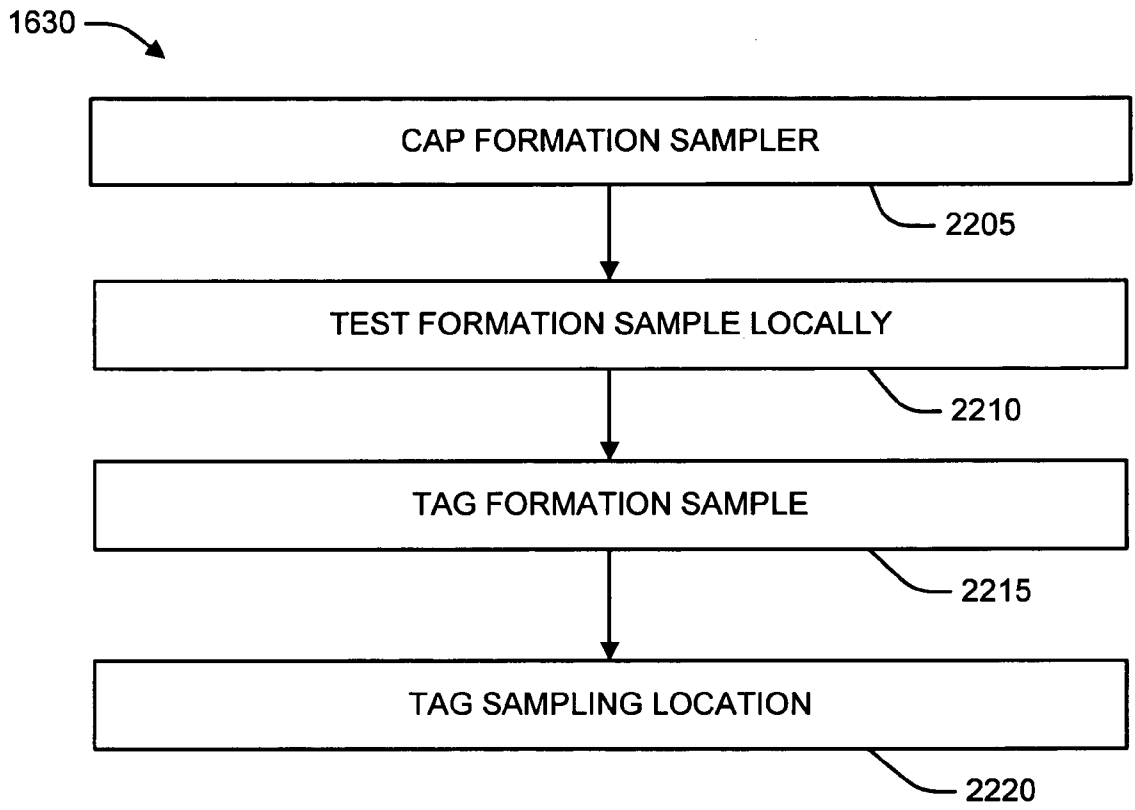 1630
CAP FORMATION SAMPLER
2205
TEST FORMATION SAMPLE LOCALLY
2210
TAG FORMATION SAMPLE
2215
TAG SAMPLING LOCATION
2220